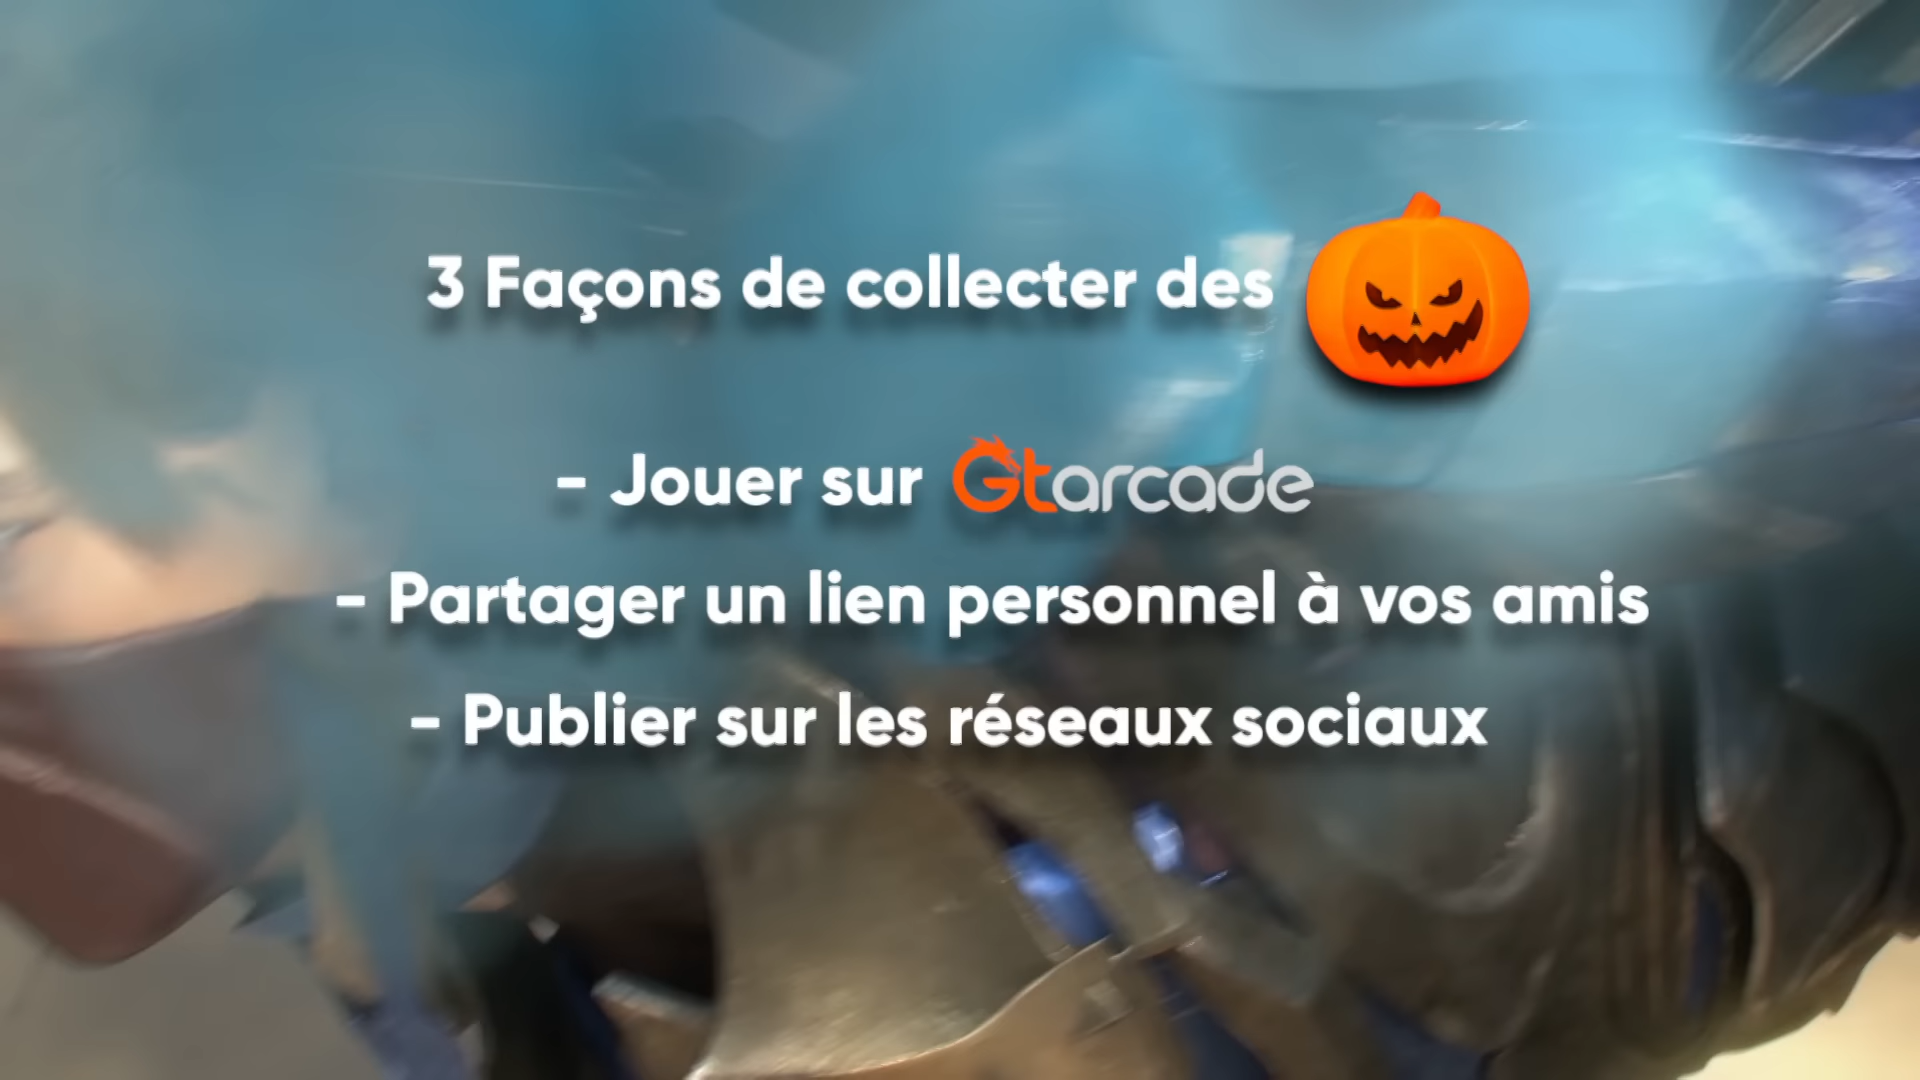 3 Façons de collecter des
- Jouer sur Gtarcade
- Partager un lien personnel à vos amis
- Publier sur les réseaux sociaux